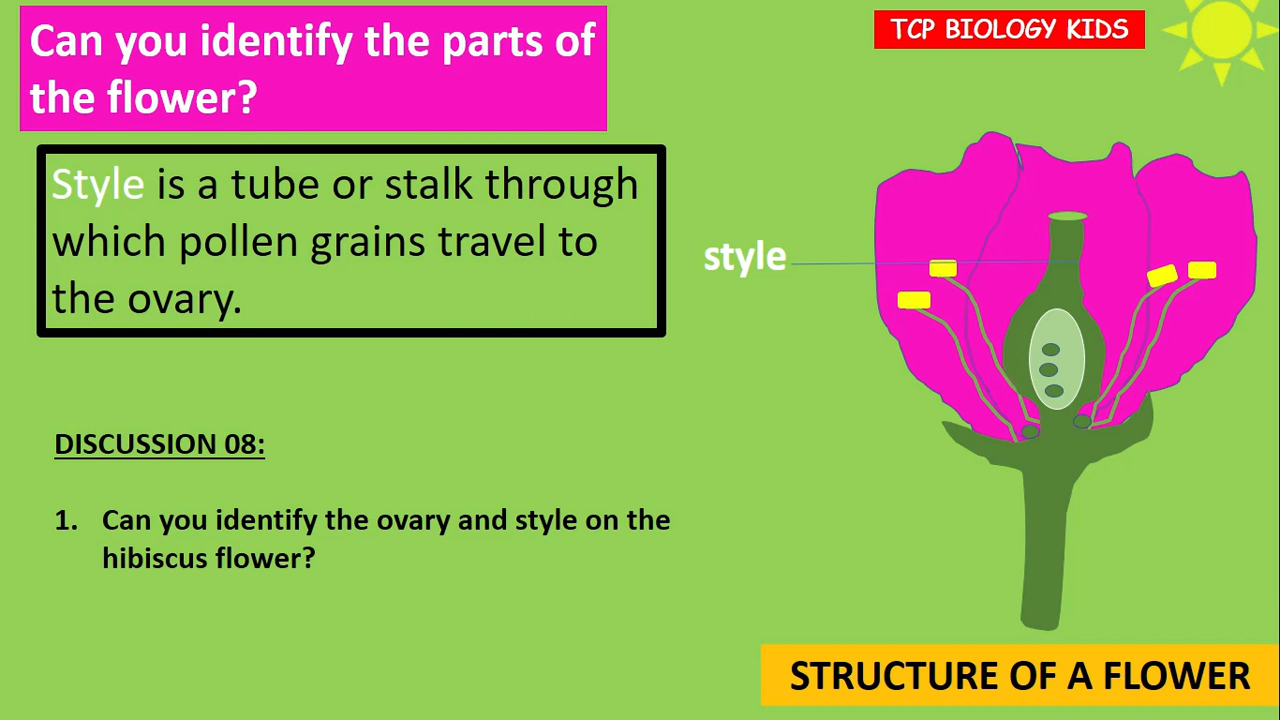 Can you identify the parts of
the flower?
TCP BIOLOGY KIDS
Style is a tube or stalk through
which pollen grains travel to
the ovary.
style
DISCUSSION 08:
1. Can you identify the ovary and style on the
hibiscus flower?
STRUCTURE OF A FLOWER